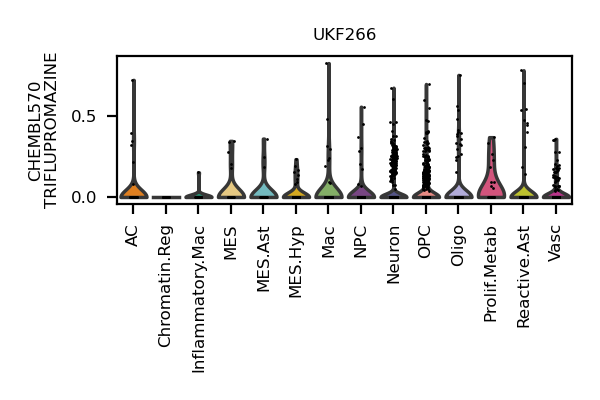 UKF266
CHEMBL570
TRIFLUPROMAZINE
0.5
0.0
AC
Chromatin.Reg
Inflammatory.Mac
MES
MES.Ast
MES.Hyp
Mac
NPC
Neuron
OPC
Oligo
Prolif.Metab
Reactive.Ast
Vasc